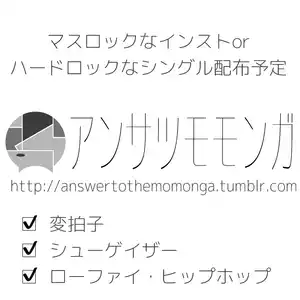 マスロックなインストor
ハードロックなシングル配布予定
アンサツモモンガ
http://answertothemomonga.tumblr.com
変拍子
シューゲイザー
ローファイ・ヒップホップ